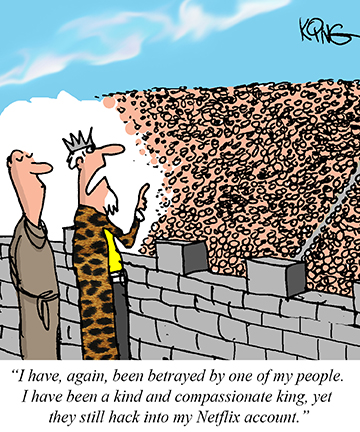 KOPNG
“I have, again, been betrayed by one of my people.
I have been a kind and compassionate king, yet
they still hack into my Netflix account.”